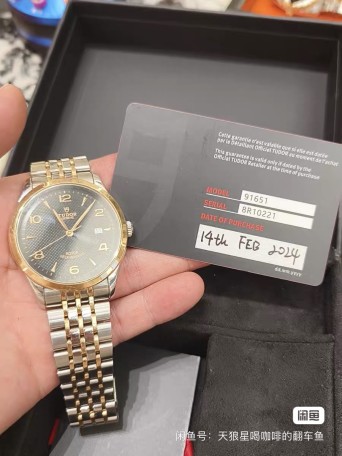 Cette garantie n'est valable que si elle est datée
par le Détaillant Officiel TUDOR au moment de l'achat
This guarantee is valid only if dated by the
Official TUDOR Retailer at the time of purchase
MODEL 91651
SERIAL 8R10221
DATE OF PURCHASE
14th FEB 2024
TUDOR
闲鱼
闲鱼号：天狼星喝咖啡的翻车鱼